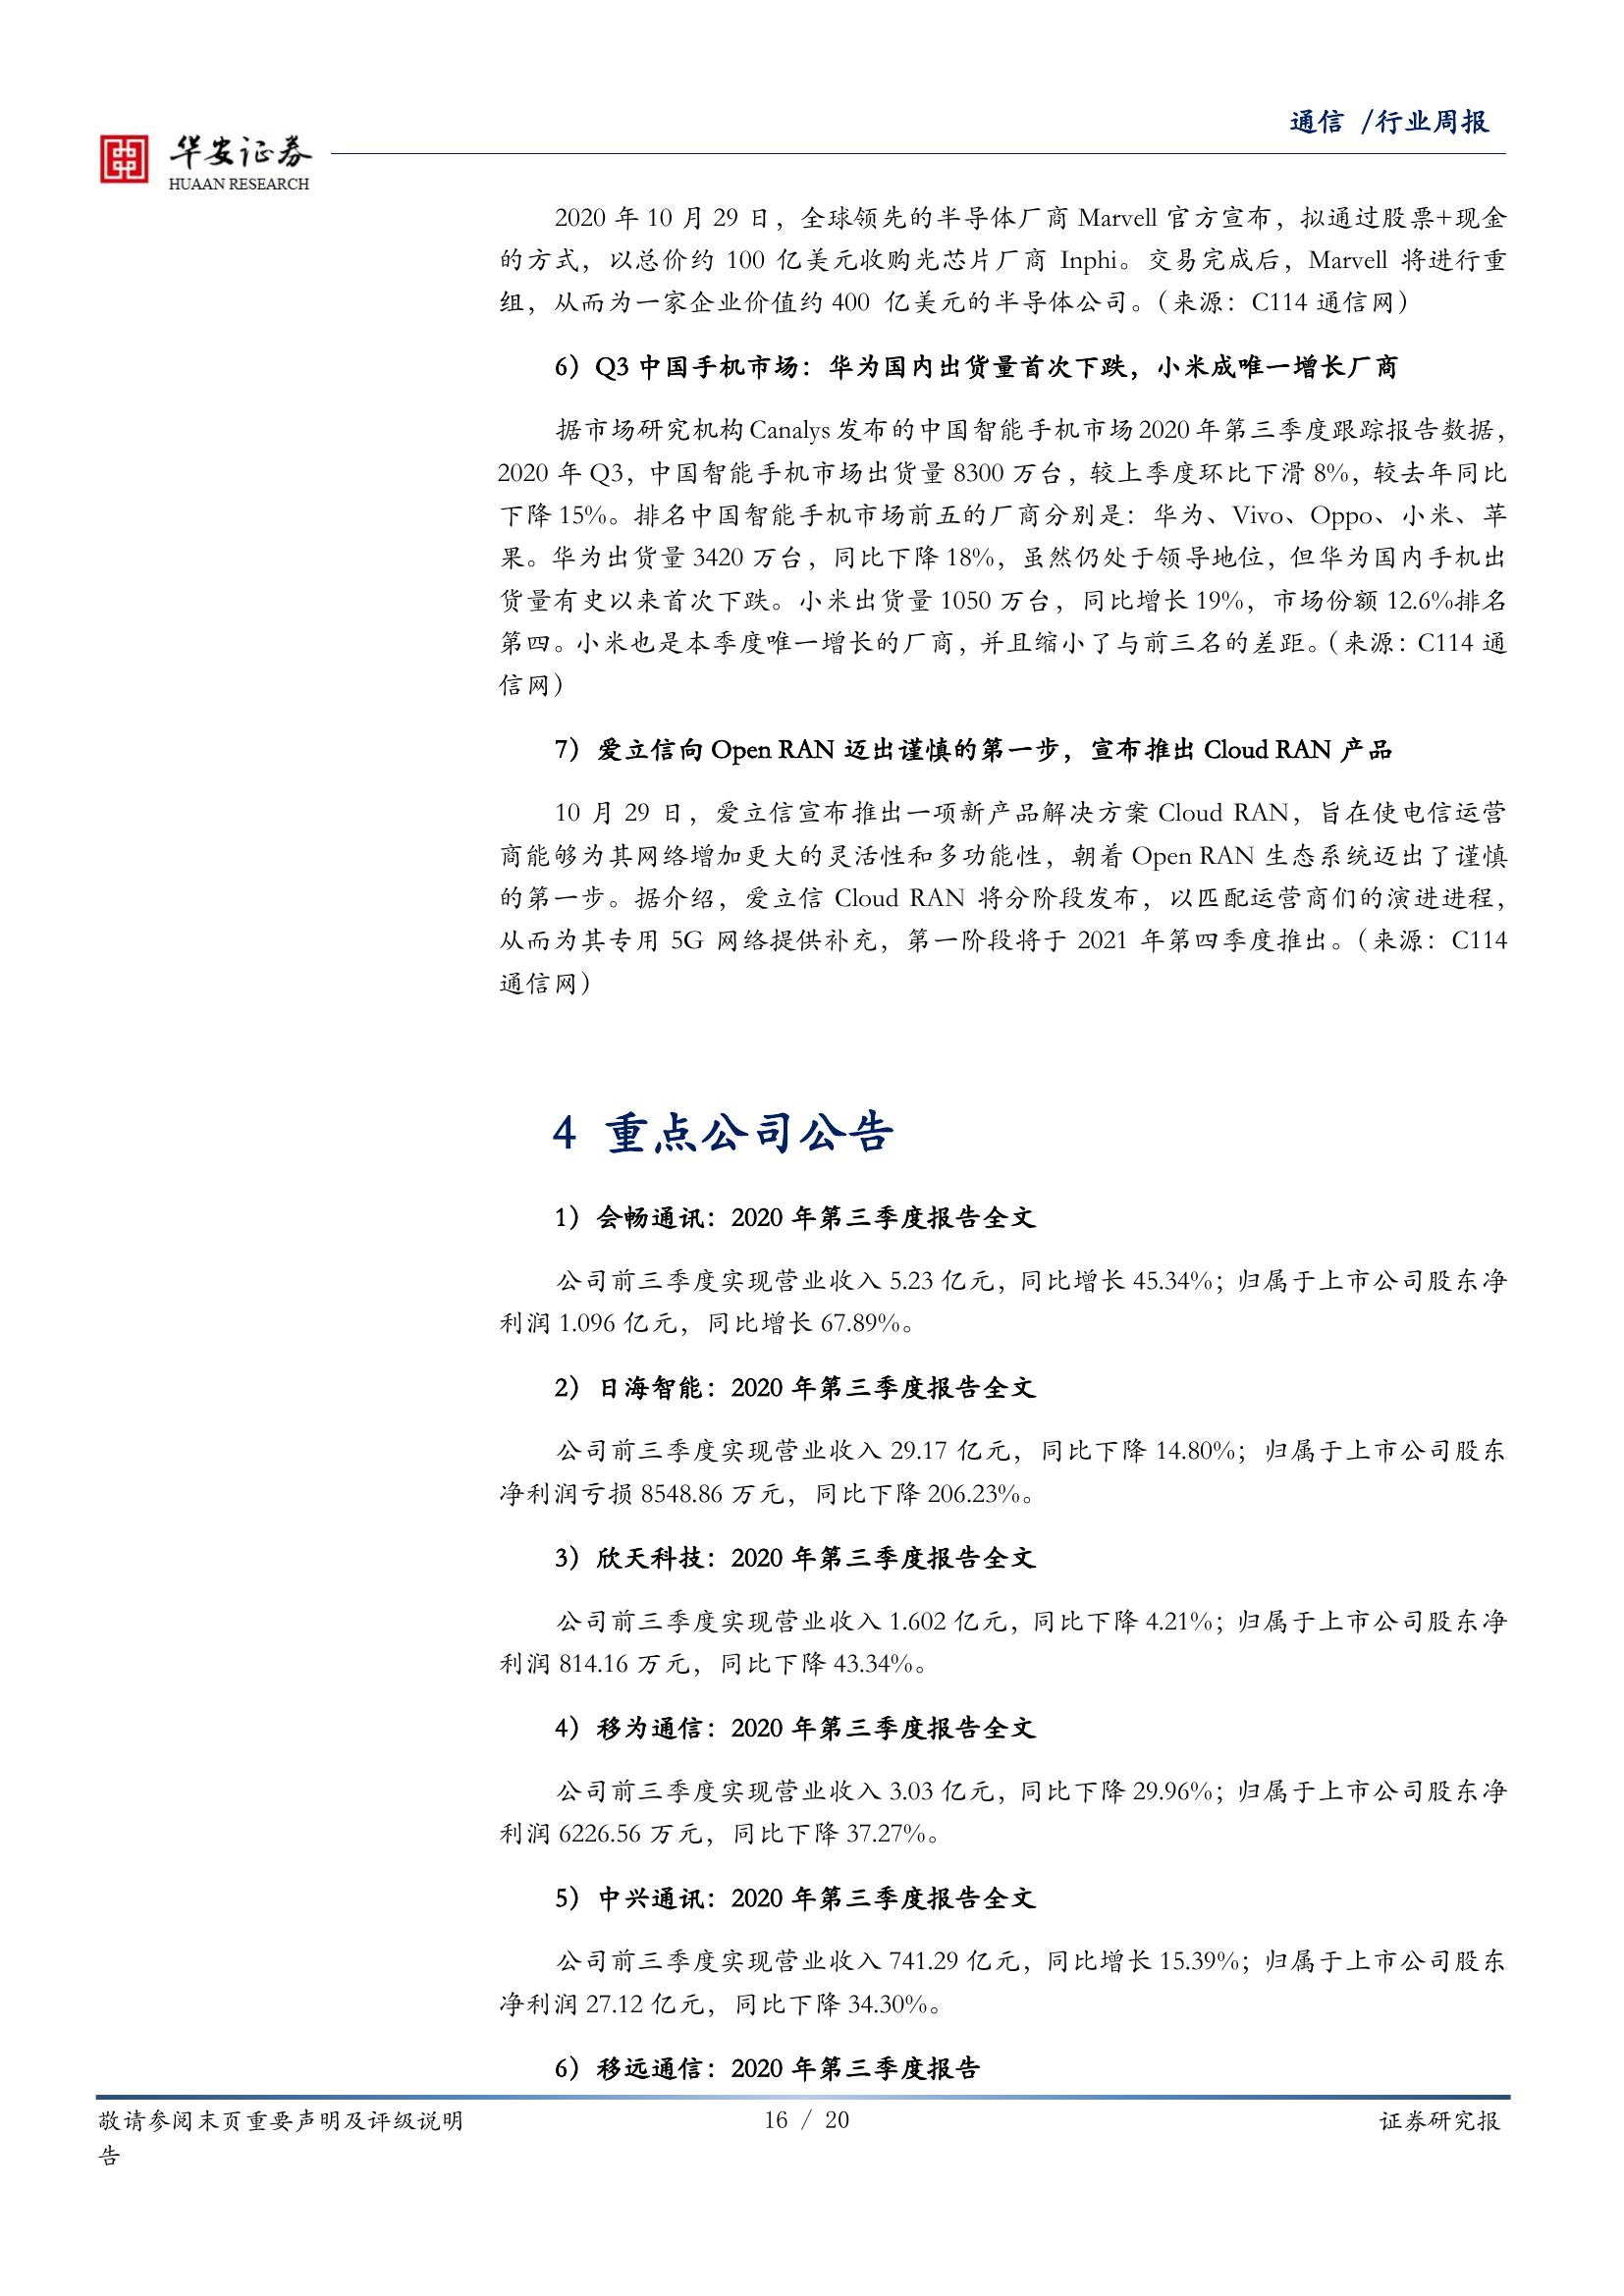 通信 /行业周报
华安证券
HUAAN RESEARCH
2020 年 10 月 29 日，全球领先的半导体厂商 Marvell 官方宣布，拟通过股票+现金
的方式，以总价约 100 亿美元收购光芯片厂商 Inphi。交易完成后，Marvell 将进行重
组，从而为一家企业价值约 400 亿美元的半导体公司。（来源：C114 通信网）
6）Q3 中国手机市场：华为国内出货量首次下跌，小米成唯一增长厂商
据市场研究机构 Canalys 发布的中国智能手机市场 2020 年第三季度跟踪报告数据，
2020 年 Q3，中国智能手机市场出货量 8300 万台，较上季度环比下滑 8%，较去年同比
下降 15%。排名中国智能手机市场前五的厂商分别是：华为、Vivo、Oppo、小米、苹
果。华为出货量 3420 万台，同比下降 18%，虽然仍处于领导地位，但华为国内手机出
货量有史以来首次下跌。小米出货量 1050 万台，同比增长 19%，市场份额 12.6%排名
第四。小米也是本季度唯一增长的厂商，并且缩小了与前三名的差距。（来源：C114 通
信网）
7）爱立信向 Open RAN 迈出谨慎的第一步，宣布推出 Cloud RAN 产品
10 月 29 日，爱立信宣布推出一项新产品解决方案 Cloud RAN，旨在使电信运营
商能够为其网络增加更大的灵活性和多功能性，朝着 Open RAN 生态系统迈出了谨慎
的第一步。据介绍，爱立信 Cloud RAN 将分阶段发布，以匹配运营商们的演进进程，
从而为其专用 5G 网络提供补充，第一阶段将于 2021 年第四季度推出。（来源：C114
通信网）
4 重点公司公告
1）会畅通讯：2020 年第三季度报告全文
公司前三季度实现营业收入 5.23 亿元，同比增长 45.34%；归属于上市公司股东净
利润 1.096 亿元，同比增长 67.89%。
2）日海智能：2020 年第三季度报告全文
公司前三季度实现营业收入 29.17 亿元，同比下降 14.80%；归属于上市公司股东
净利润亏损 8548.86 万元，同比下降 206.23%。
3）欣天科技：2020 年第三季度报告全文
公司前三季度实现营业收入 1.602 亿元，同比下降 4.21%；归属于上市公司股东净
利润 814.16 万元，同比下降 43.34%。
4）移为通信：2020 年第三季度报告全文
公司前三季度实现营业收入 3.03 亿元，同比下降 29.96%；归属于上市公司股东净
利润 6226.56 万元，同比下降 37.27%。
5）中兴通讯：2020 年第三季度报告全文
公司前三季度实现营业收入 741.29 亿元，同比增长 15.39%；归属于上市公司股东
净利润 27.12 亿元，同比下降 34.30%。
6）移远通信：2020 年第三季度报告
敬请参阅末页重要声明及评级说明 16 / 20 证券研究报
告